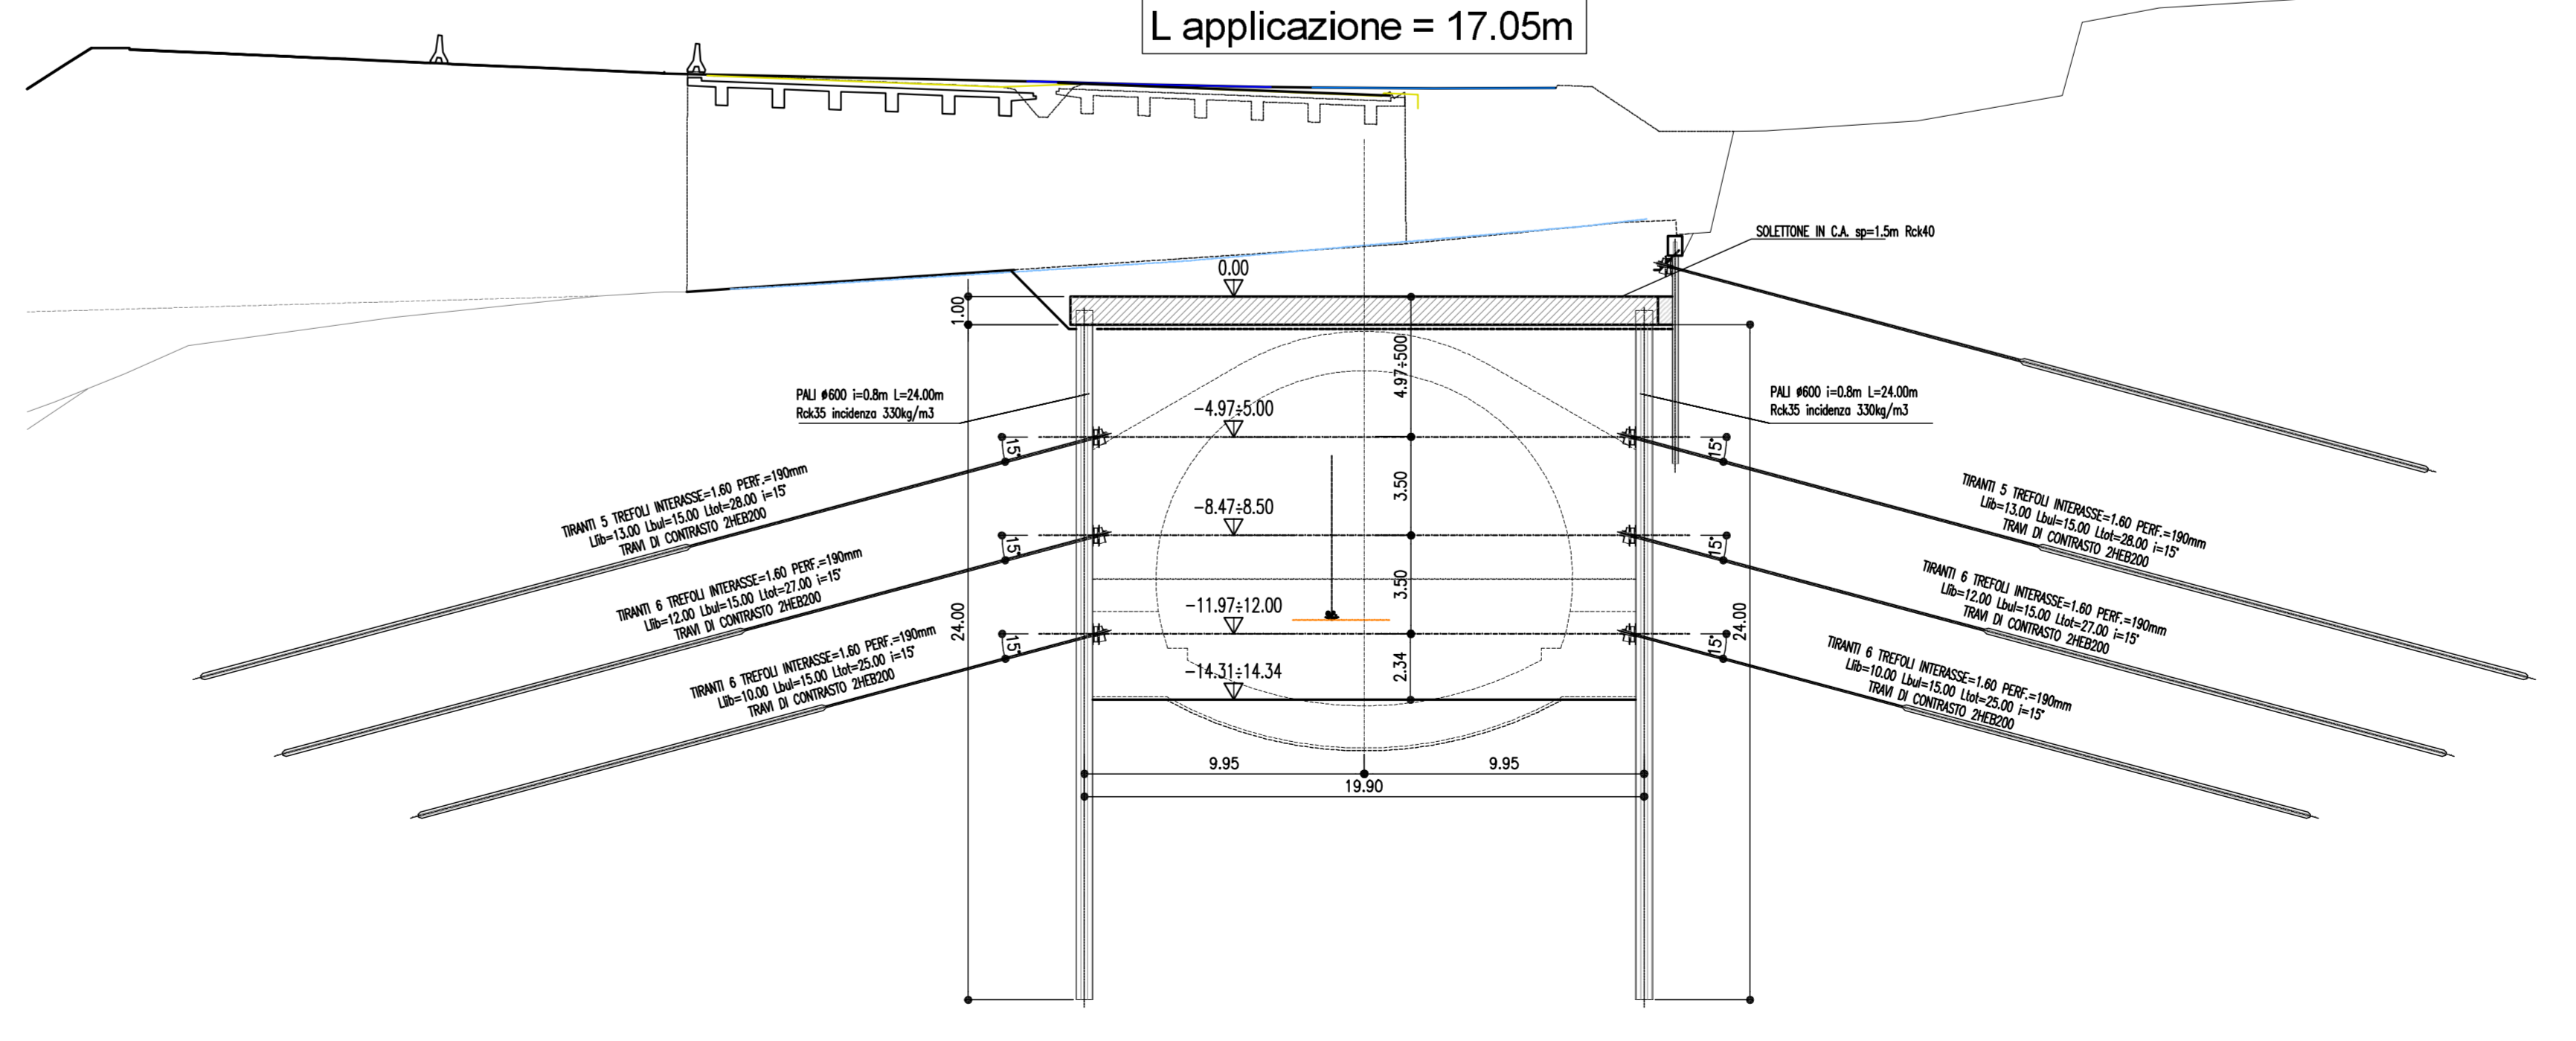 L applicazione = 17.05m
SOLETTONE IN C.A. sp=1.5m Rck40
0.00
1.00
4.97÷500
PALI ø600 i=0.8m L=24.00m
Rck35 incidenza 330kg/m3
PALI ø600 i=0.8m L=24.00m
Rck35 incidenza 330kg/m3
-4.97÷5.00
15°
15°
TIRANTI 5 TREFOLI INTERASSE=1.60 PERF.=190mm
Llib=13.00 Lbul=15.00 Ltot=28.00 i=15°
TRAVI DI CONTRASTO 2HEB200
3.50
TIRANTI 5 TREFOLI INTERASSE=1.60 PERF.=190mm
Llib=13.00 Lbul=15.00 Ltot=28.00 i=15°
TRAVI DI CONTRASTO 2HEB200
-8.47÷8.50
15°
15°
TIRANTI 6 TREFOLI INTERASSE=1.60 PERF.=190mm
Llib=12.00 Lbul=15.00 Ltot=27.00 i=15°
TRAVI DI CONTRASTO 2HEB200
3.50
TIRANTI 6 TREFOLI INTERASSE=1.60 PERF.=190mm
Llib=12.00 Lbul=15.00 Ltot=27.00 i=15°
TRAVI DI CONTRASTO 2HEB200
-11.97÷12.00
24.00
24.00
15°
15°
TIRANTI 6 TREFOLI INTERASSE=1.60 PERF.=190mm
Llib=10.00 Lbul=15.00 Ltot=25.00 i=15°
TRAVI DI CONTRASTO 2HEB200
2.34
TIRANTI 6 TREFOLI INTERASSE=1.60 PERF.=190mm
Llib=10.00 Lbul=15.00 Ltot=25.00 i=15°
TRAVI DI CONTRASTO 2HEB200
-14.31÷14.34
9.95
9.95
19.90